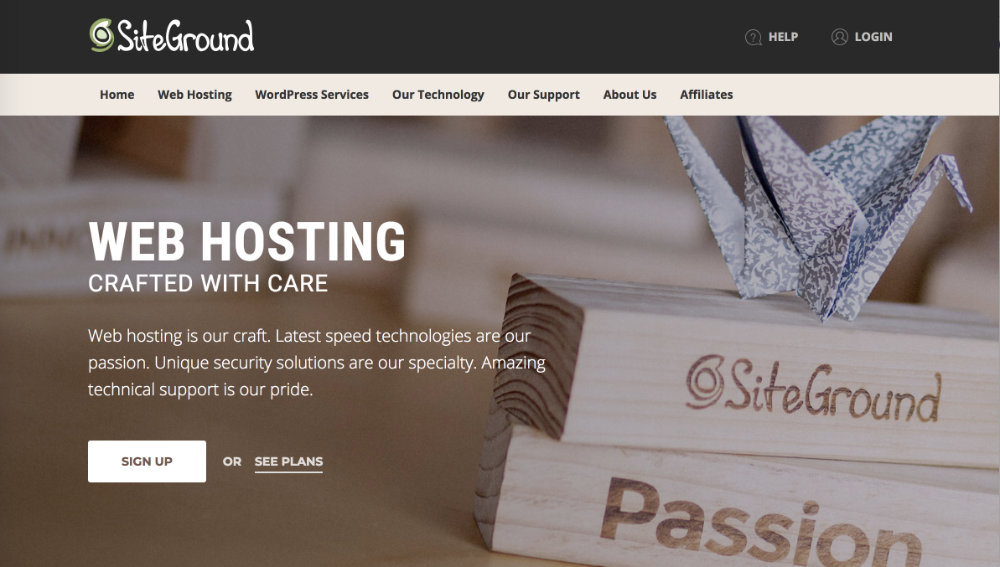 SiteGround
HELP
LOGIN
Home
Web Hosting
WordPress Services
Our Technology
Our Support
About Us
Affiliates
WEB HOSTING
CRAFTED WITH CARE
Web hosting is our craft. Latest speed technologies are our
passion. Unique security solutions are our specialty. Amazing
technical support is our pride.
SIGN UP
OR
SEE PLANS
SiteGround
Passion